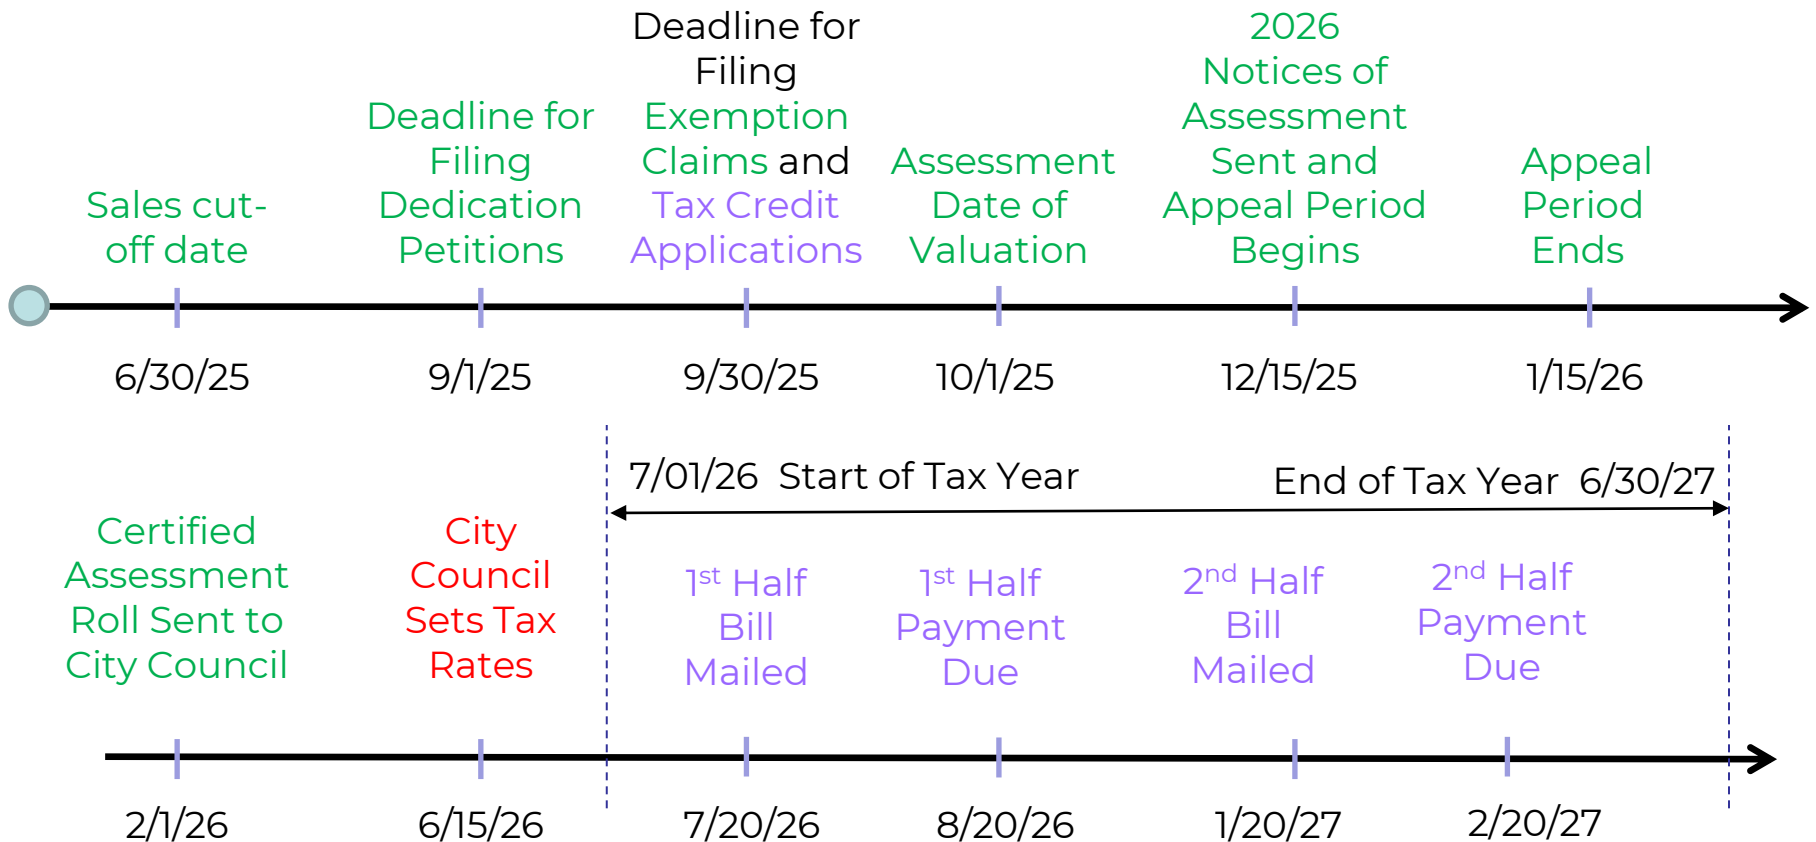 Sales cut-
off date
Deadline for
Filing
Dedication
Petitions
Deadline for
Filing
Exemption
Claims and
Tax Credit
Applications
Assessment
Date of
Valuation
2026
Notices of
Assessment
Sent and
Appeal Period
Begins
Appeal
Period
Ends
6/30/25
9/1/25
9/30/25
10/1/25
12/15/25
1/15/26
7/01/26 Start of Tax Year
End of Tax Year 6/30/27
Certified
Assessment
Roll Sent to
City Council
City
Council
Sets Tax
Rates
1st Half
Bill
Mailed
1st Half
Payment
Due
2nd Half
Bill
Mailed
2nd Half
Payment
Due
2/1/26
6/15/26
7/20/26
8/20/26
1/20/27
2/20/27